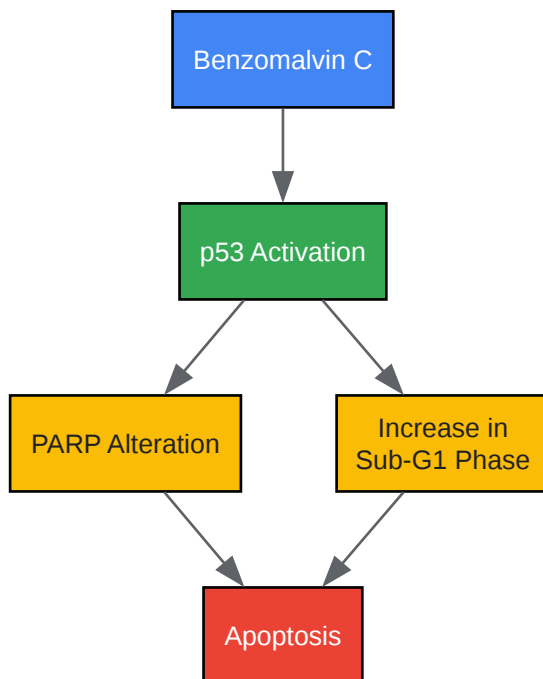 Benzomalvin C
p53 Activation
PARP Alteration
Increase in
Sub-G1 Phase
Apoptosis